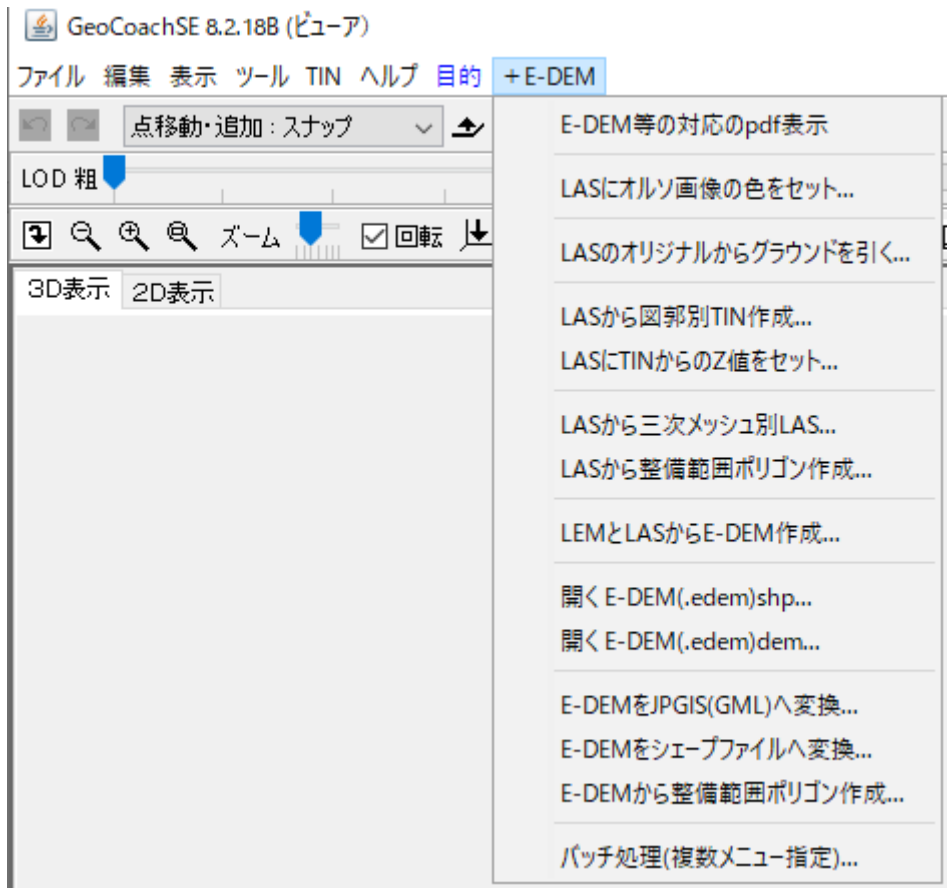 GeoCoachSE 8.2.18B (ビューア)
ファイル 編集 表示 ツール TIN ヘルプ 目的 +E-DEM
点移動・追加:スナップ
LOD 粗
ズーム 回転
3D表示 2D表示
E-DEM等の対応のpdf表示
LASにオルソ画像の色をセット...
LASのオリジナルからグラウンドを引く...
LASから図郭別TIN作成...
LASにTINからのZ値をセット...
LASから三次メッシュ別LAS...
LASから整備範囲ポリゴン作成...
LEMとLASからE-DEM作成...
開く E-DEM(.edem)shp...
開く E-DEM(.edem)dem...
E-DEMをJPGIS(GML)へ変換...
E-DEMをシェープファイルへ変換...
E-DEMから整備範囲ポリゴン作成...
バッチ処理(複数メニュー指定)...